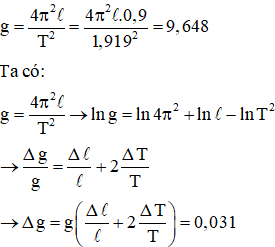 g = 4π²ℓ/T² = 4π²ℓ.0,9/1,919² = 9,648
Ta có:
g = 4π²ℓ/T² → ln g = ln 4π² + ln ℓ – ln T²
→ Δg/g = Δℓ/ℓ + 2 ΔT/T
→ Δg = g(Δℓ/ℓ + 2 ΔT/T) = 0,031